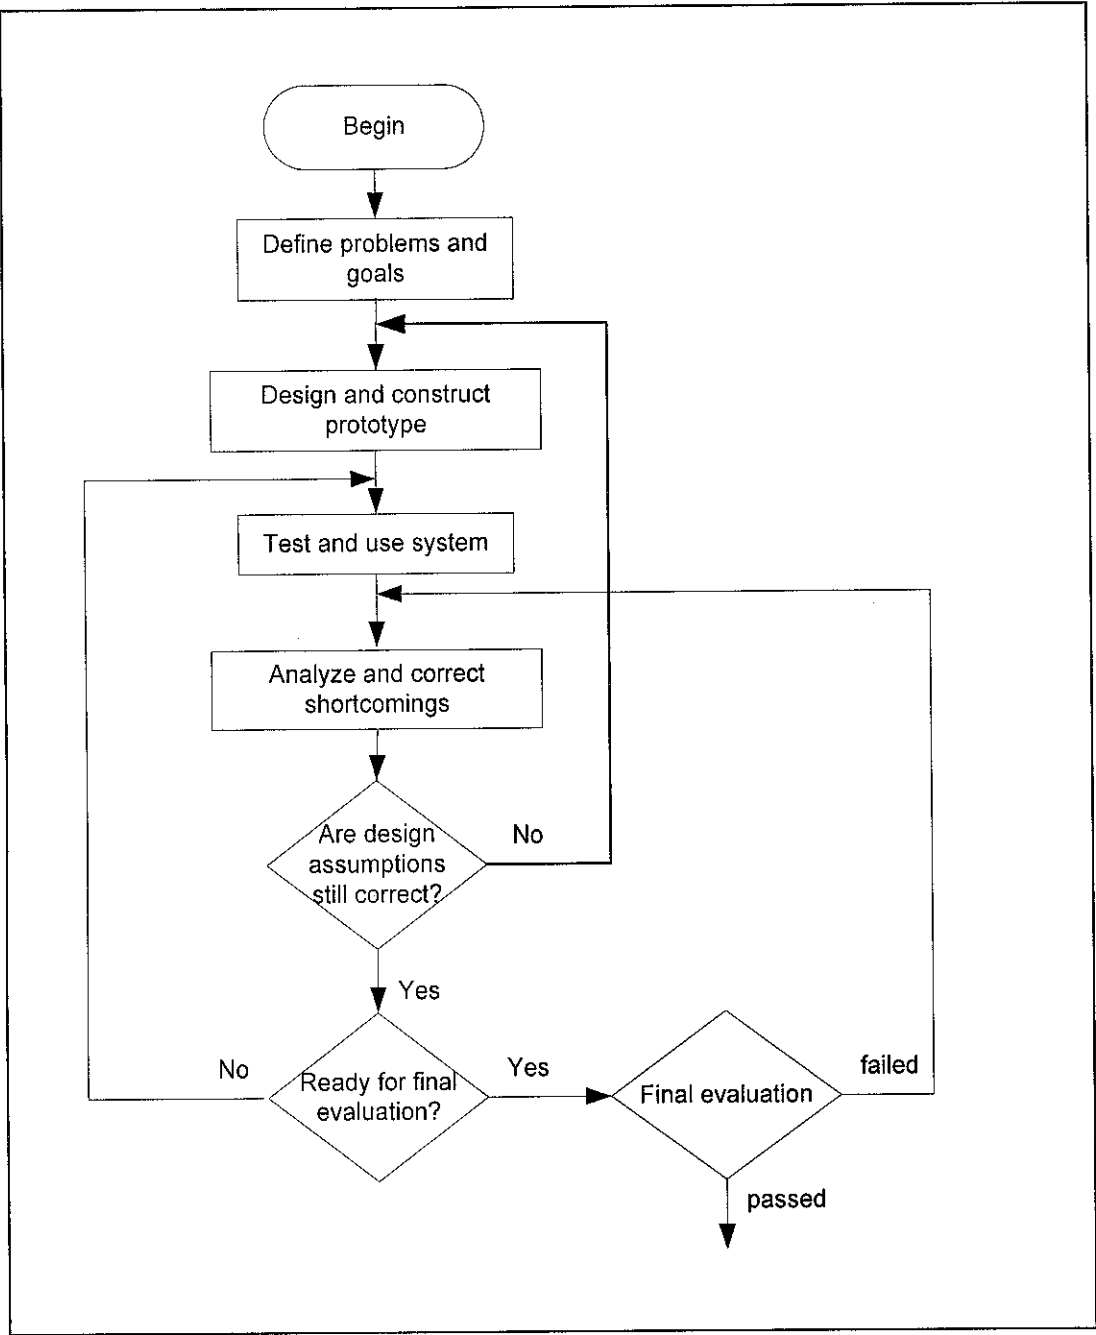 Begin
Define problems and
goals
Design and construct
prototype
Test and use system
Analyze and correct
shortcomings
Are design
assumptions
still correct?
No
Yes
Ready for final
evaluation?
No
Yes
Final evaluation
failed
passed